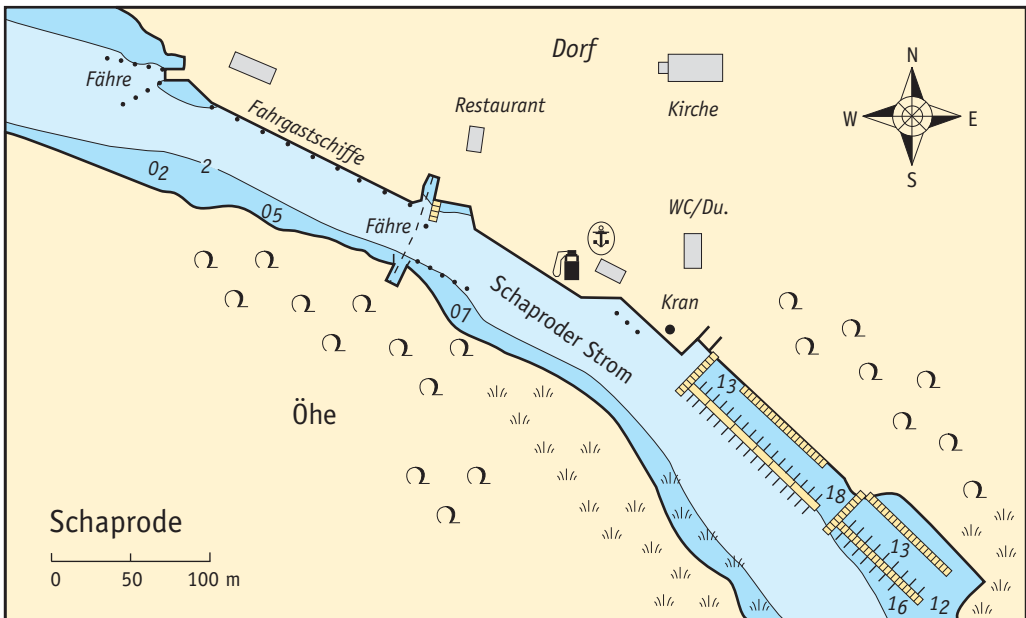 Dorf
N
Fähre
Restaurant
Kirche
W
E
Fahrgastschiffe
S
02
2
05
Fähre
WC/Du.
07
Schaproder Strom
Kran
13
Öhe
18
Schaprode
13
0 50 100 m
16
12